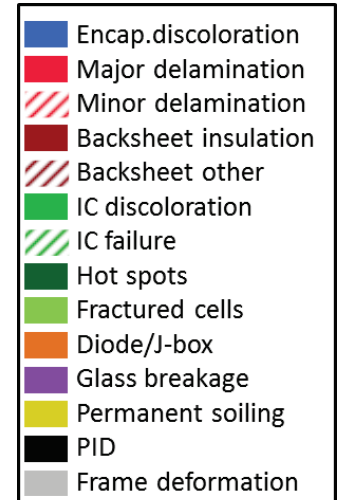 Encap.discoloration
Major delamination
Minor delamination
Backsheet insulation
Backsheet other
IC discoloration
IC failure
Hot spots
Fractured cells
Diode/J-box
Glass breakage
Permanent soiling
PID
Frame deformation